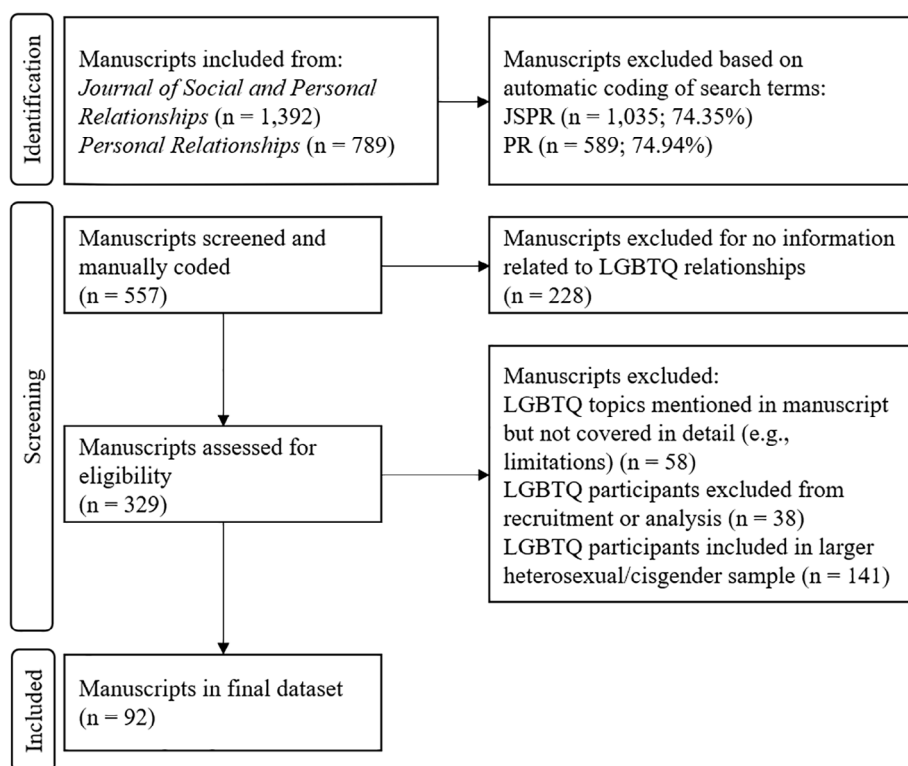 Identification
Manuscripts included from:
Journal of Social and Personal
Relationships (n = 1,392)
Personal Relationships (n = 789)
Manuscripts excluded based on
automatic coding of search terms:
JSPR (n = 1,035; 74.35%)
PR (n = 589; 74.94%)
Screening
Manuscripts screened and
manually coded
(n = 557)
Manuscripts excluded for no information
related to LGBTQ relationships
(n = 228)
Manuscripts assessed for
eligibility
(n = 329)
Manuscripts excluded:
LGBTQ topics mentioned in manuscript
but not covered in detail (e.g.,
limitations) (n = 58)
LGBTQ participants excluded from
recruitment or analysis (n = 38)
LGBTQ participants included in larger
heterosexual/cisgender sample (n = 141)
Included
Manuscripts in final dataset
(n = 92)